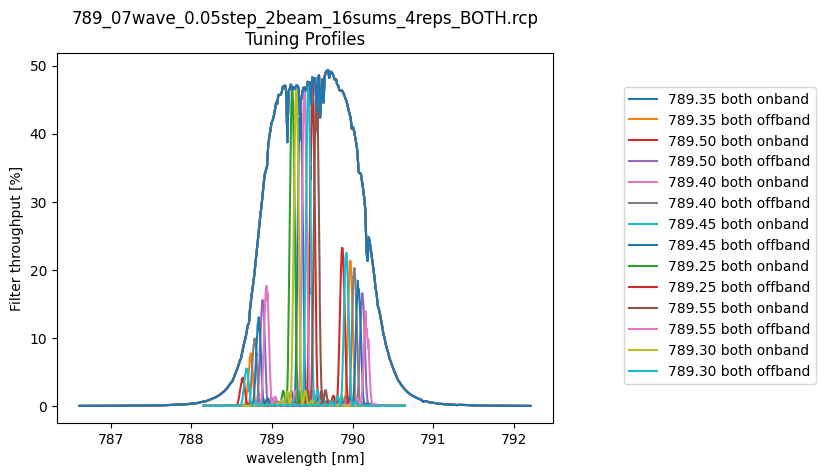 789_07wave_0.05step_2beam_16sums_4reps_BOTH.rcp
Tuning Profiles
Filter throughput [%]
50
40
30
20
10
0
787
788
789
790
791
792
wavelength [nm]
789.35 both onband
789.35 both offband
789.50 both onband
789.50 both offband
789.40 both onband
789.40 both offband
789.45 both onband
789.45 both offband
789.25 both onband
789.25 both offband
789.55 both onband
789.55 both offband
789.30 both onband
789.30 both offband